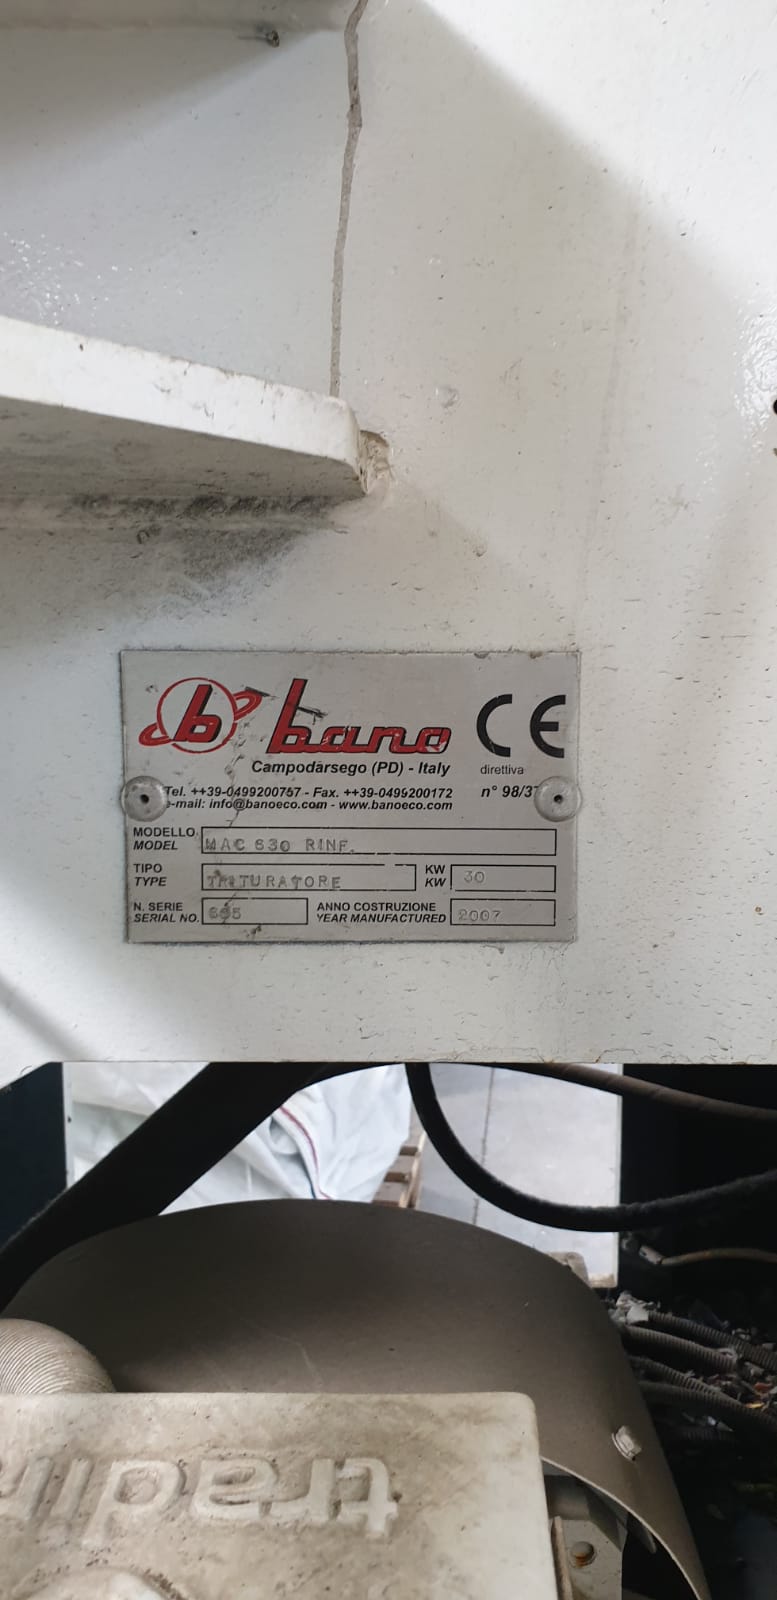 b bano CE
Campodarsego (PD) - Italy
direttiva
Tel. ++39-0499200757 - Fax. ++39-0499200172
n° 98/37
e-mail: info@banoeco.com - www.banoeco.com
MODELLO
MODEL
MAC 630 RINF.
TIPO
TYPE
TRITURATORE
KW
KW
30
N. SERIE
SERIAL NO.
ANNO COSTRUZIONE
YEAR MANUFACTURED
2007